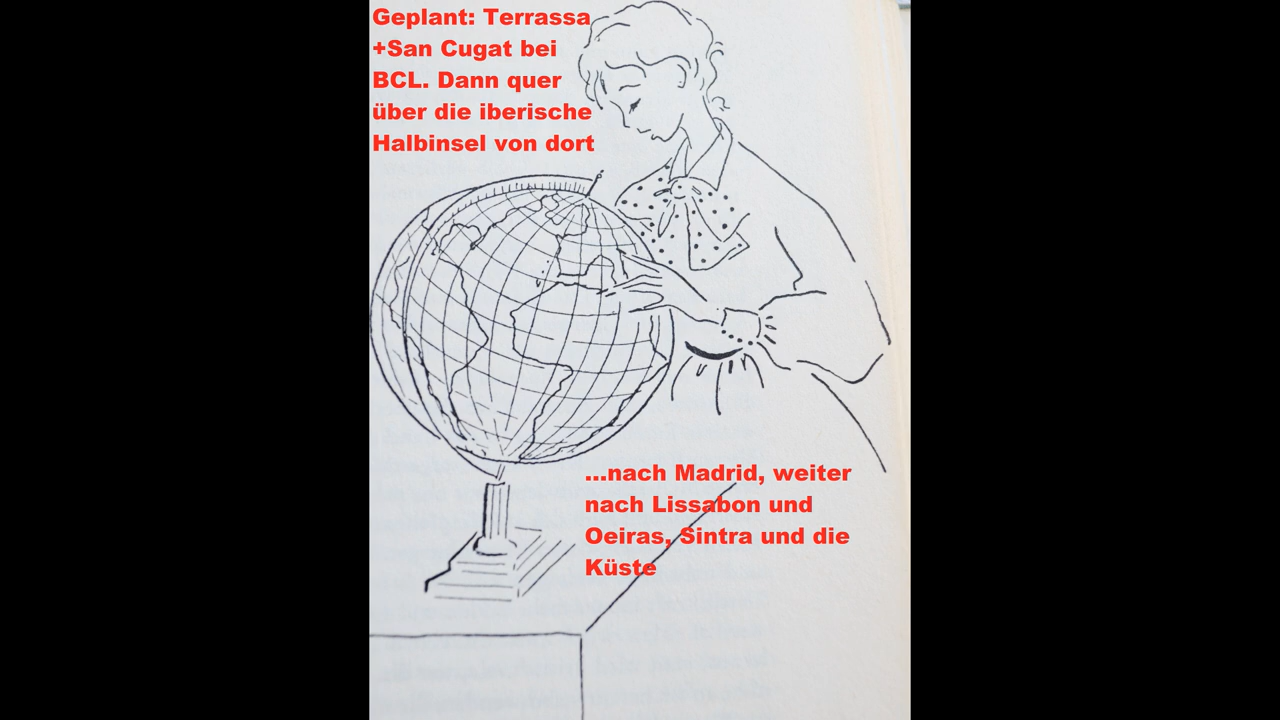 Geplant: Terrassa
+San Cugat bei
BCL. Dann quer
über die iberische
Halbinsel von dort
...nach Madrid, weiter
nach Lissabon und
Oeiras, Sintra und die
Küste